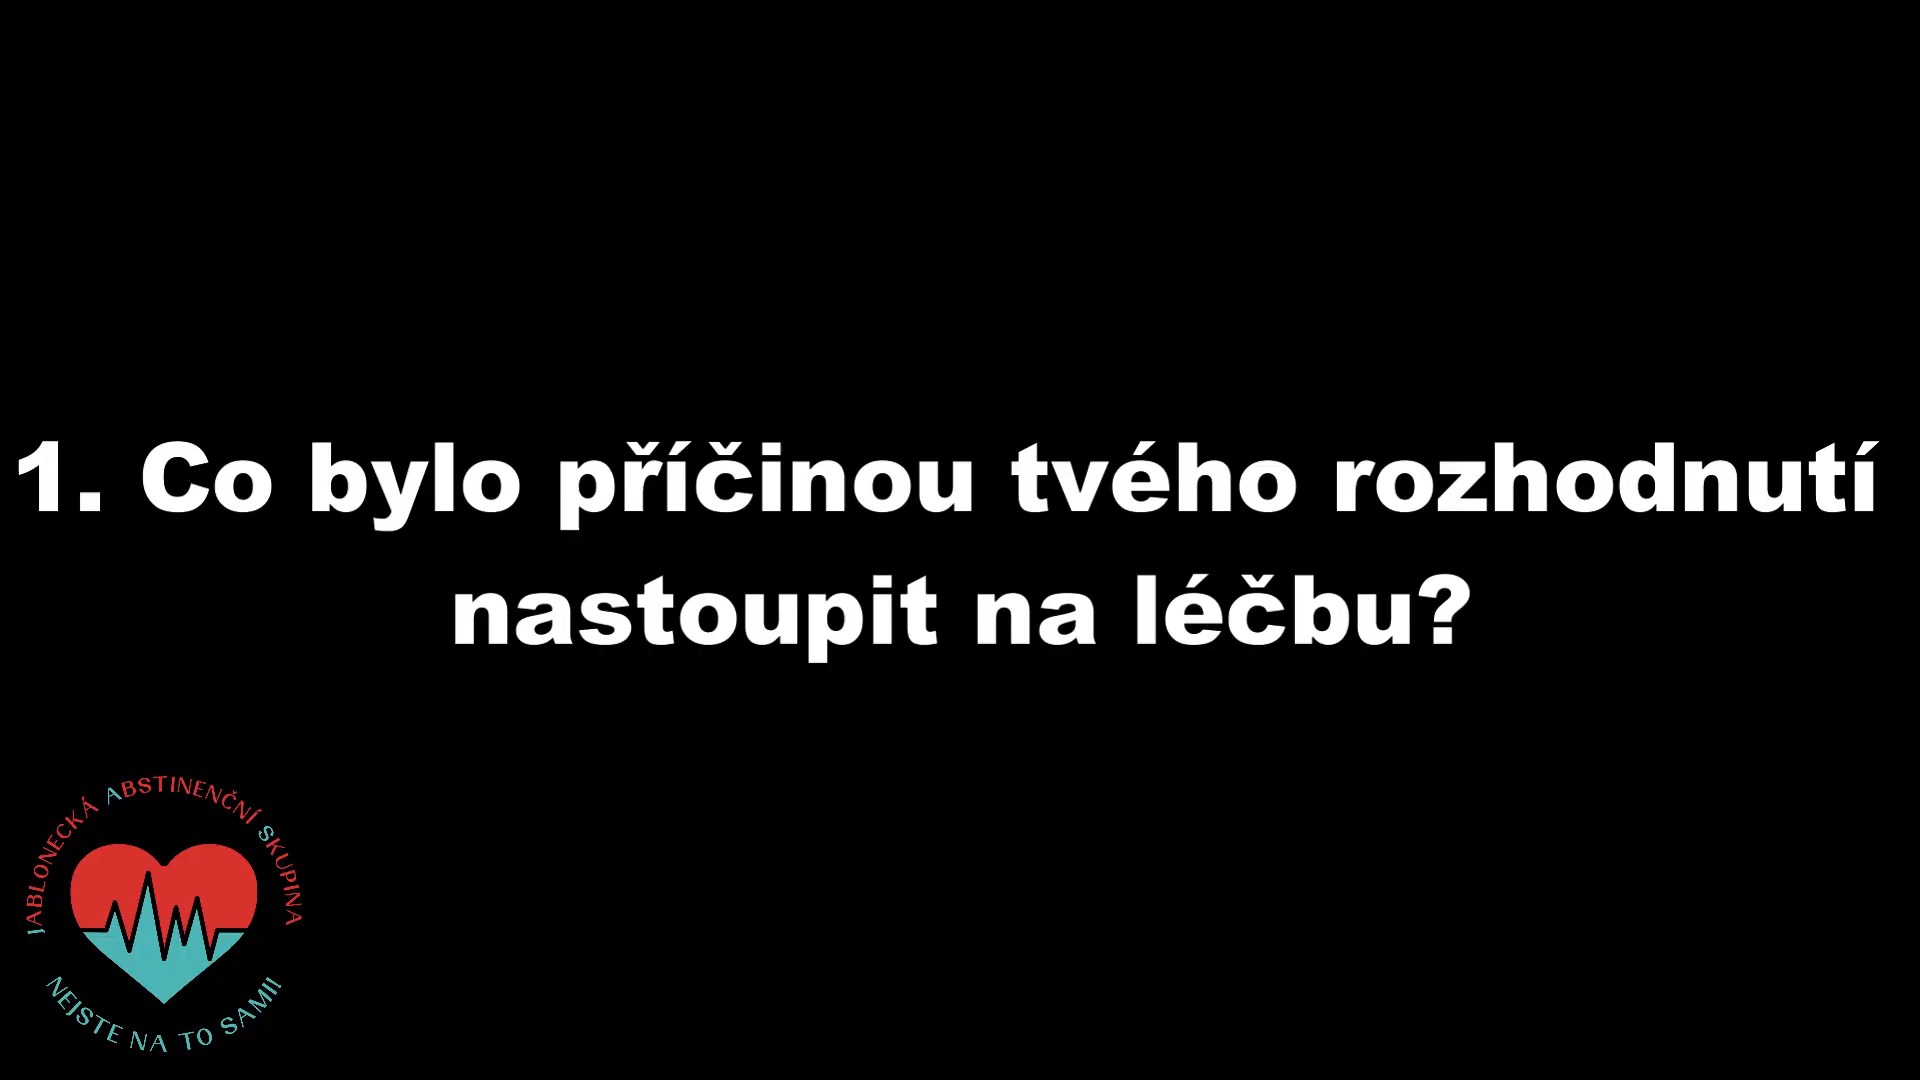 1. Co bylo příčinou tvého rozhodnutí
nastoupit na léčbu?
JABLONECKÁ ABSTINENČNÍ SKUPINA
NEJSTE NA TO SAMI!